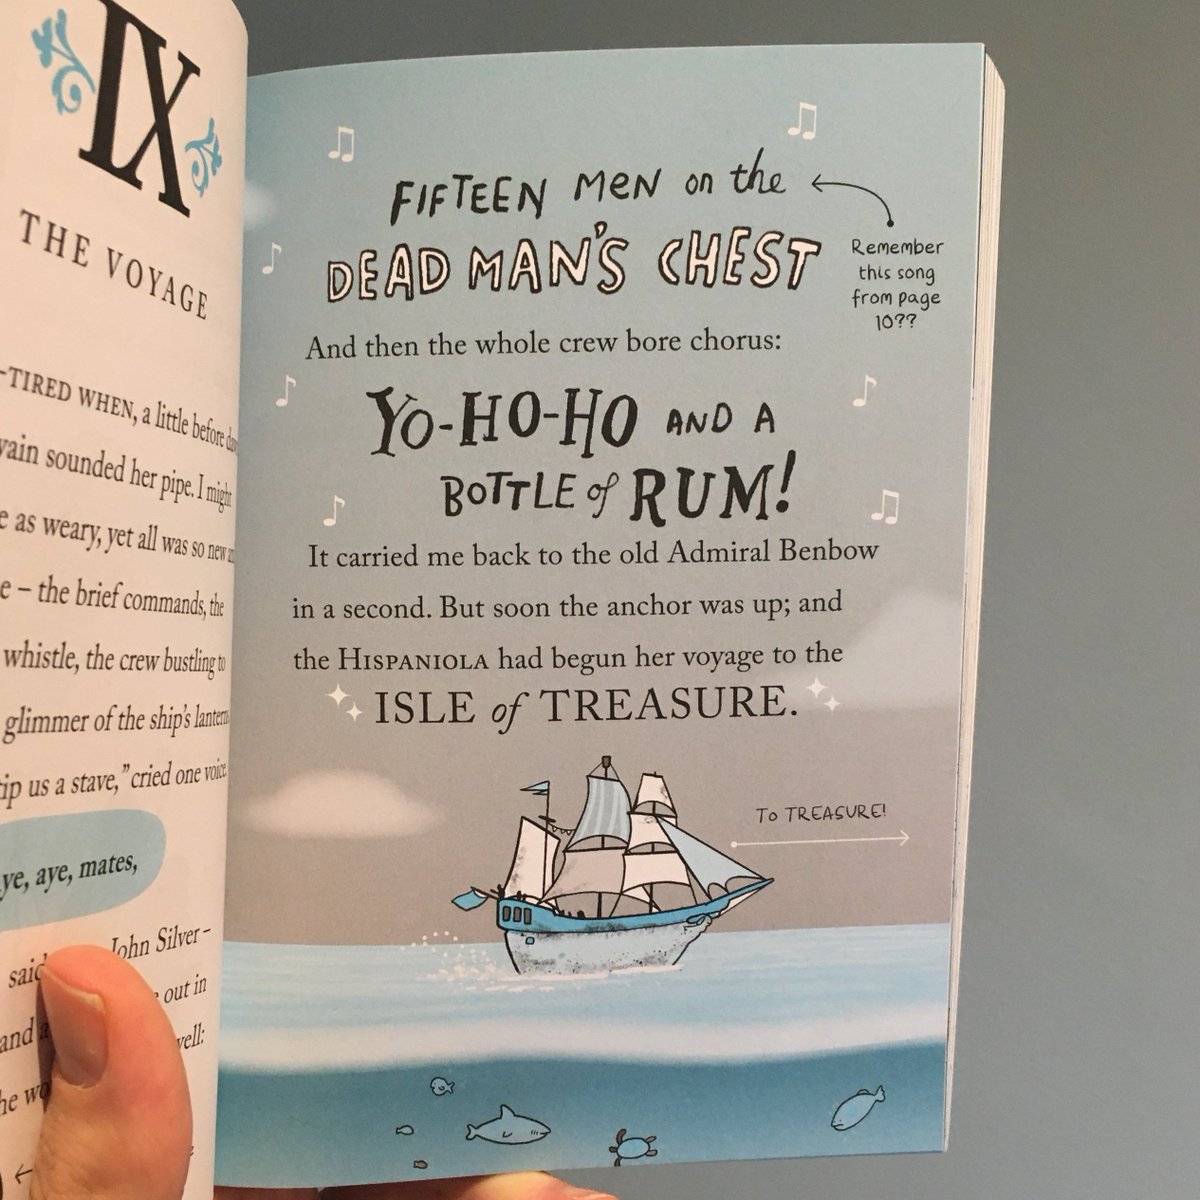 IX
THE VOYAGE
-TIRED WHEN, a little before
sounded her pipe. I might
as weary, yet all was so new
– the brief commands, the
whistle, the crew bustling to
glimmer of the ship's
tip us a stave,” cried one voice.
aye, mates,
said John Silver –
out in
and
FIFTEEN MEN on the
DEAD MAN'S CHEST
Remember
this song
from page
10??
And then the whole crew bore chorus:
YO-HO-HO AND A
BOTTLE of RUM!
It carried me back to the old Admiral Benbow
in a second. But soon the anchor was up; and
the HISPANIOLA had begun her voyage to the
ISLE of TREASURE.
TO TREASURE!